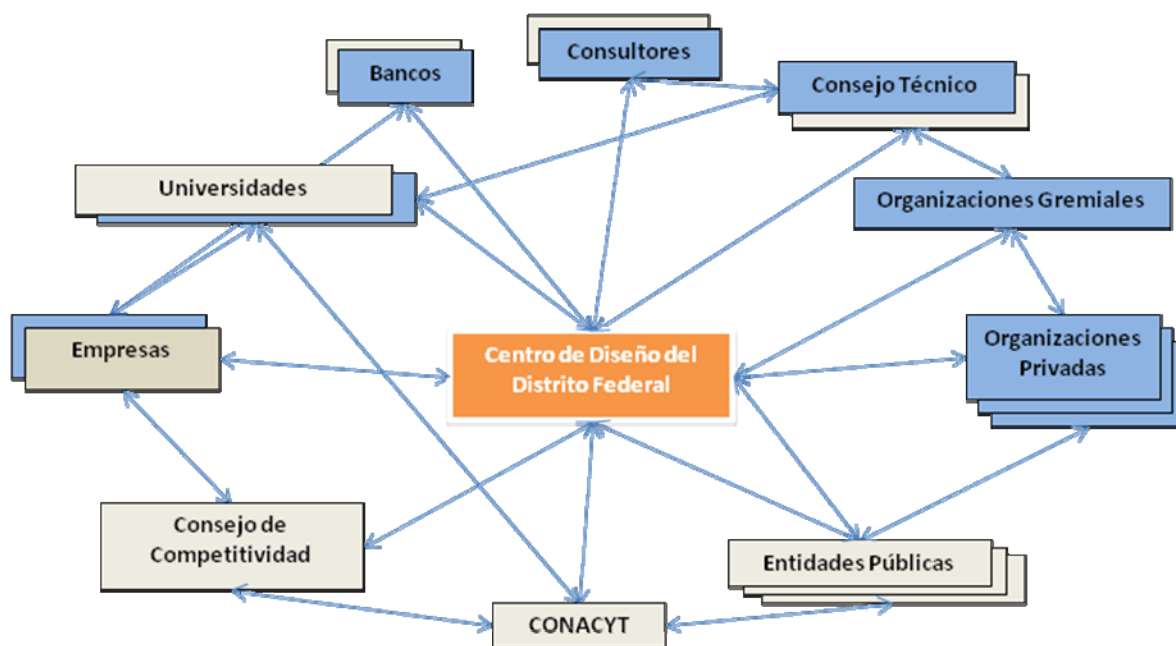 Consultores
Bancos
Consejo Técnico
Universidades
Organizaciones Gremiales
Empresas
Centro de Diseño del
Distrito Federal
Organizaciones
Privadas
Consejo de
Competitividad
Entidades Públicas
CONACYT